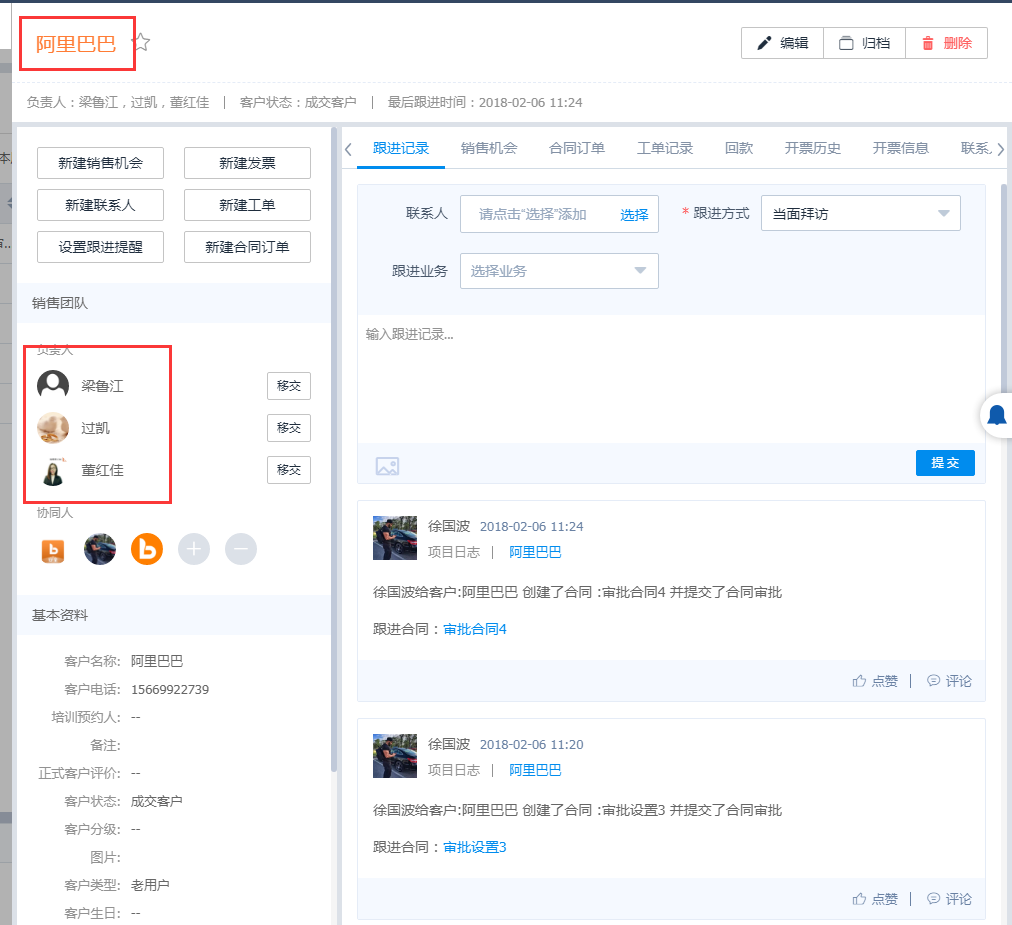 阿里巴巴
编辑 归档 删除
负责人：梁鲁江，过凯，董红佳 | 客户状态：成交客户 | 最后跟进时间：2018-02-06 11:24
新建销售机会 新建发票
新建联系人 新建工单
设置跟进提醒 新建合同订单
销售团队
负责人
梁鲁江 移交
过凯 移交
董红佳 移交
协同人
基本资料
客户名称: 阿里巴巴
客户电话: 15669922739
培训预约人: --
备注:
正式客户评价: --
客户状态: 成交客户
客户分级: --
图片:
客户类型: 老用户
客户生日: --
跟进记录 销售机会 合同订单 工单记录 回款 开票历史 开票信息 联系
联系人 请点击“选择”添加 选择 * 跟进方式 当面拜访
跟进业务 选择业务
输入跟进记录...
提交
徐国波 2018-02-06 11:24
项目日志 | 阿里巴巴
徐国波给客户:阿里巴巴 创建了合同 :审批合同4 并提交了合同审批
跟进合同：审批合同4
点赞 | 评论
徐国波 2018-02-06 11:20
项目日志 | 阿里巴巴
徐国波给客户:阿里巴巴 创建了合同 :审批设置3 并提交了合同审批
跟进合同：审批设置3
点赞 | 评论